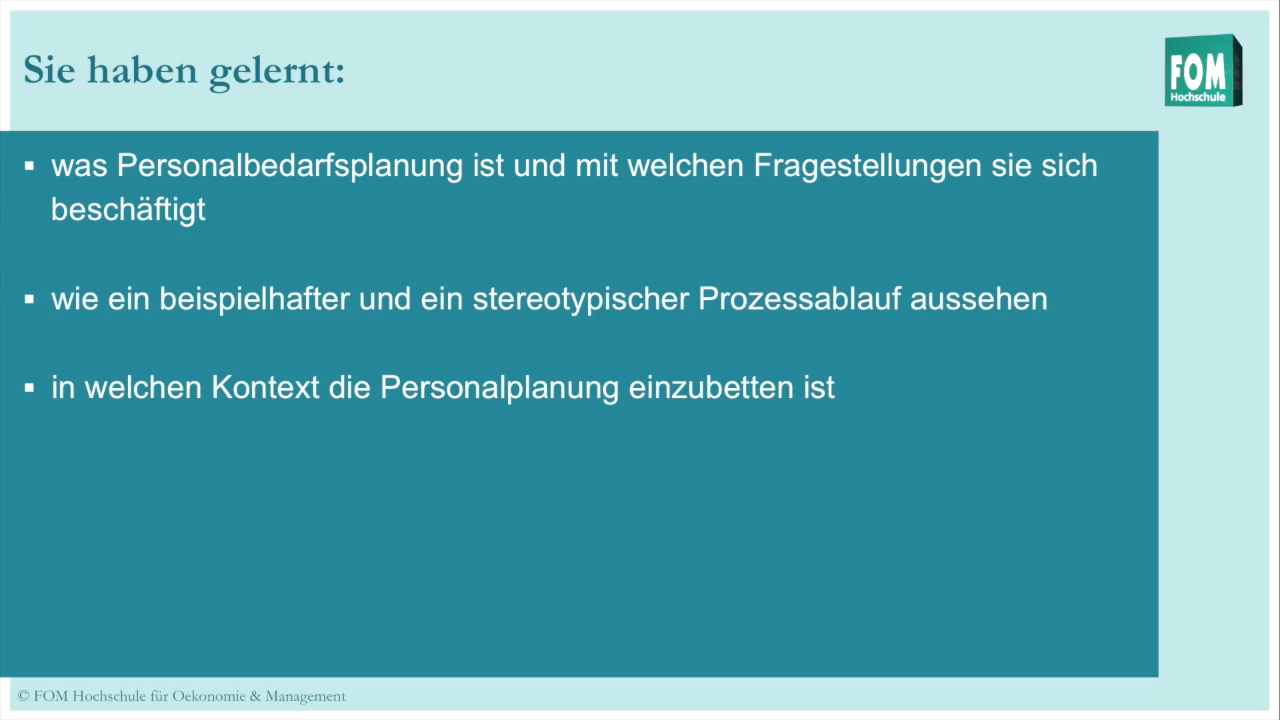 Sie haben gelernt:
FOM
Hochschule
▪ was Personalbedarfsplanung ist und mit welchen Fragestellungen sie sich
beschäftigt
▪ wie ein beispielhafter und ein stereotypischer Prozessablauf aussehen
▪ in welchen Kontext die Personalplanung einzubetten ist
© FOM Hochschule für Oekonomie & Management